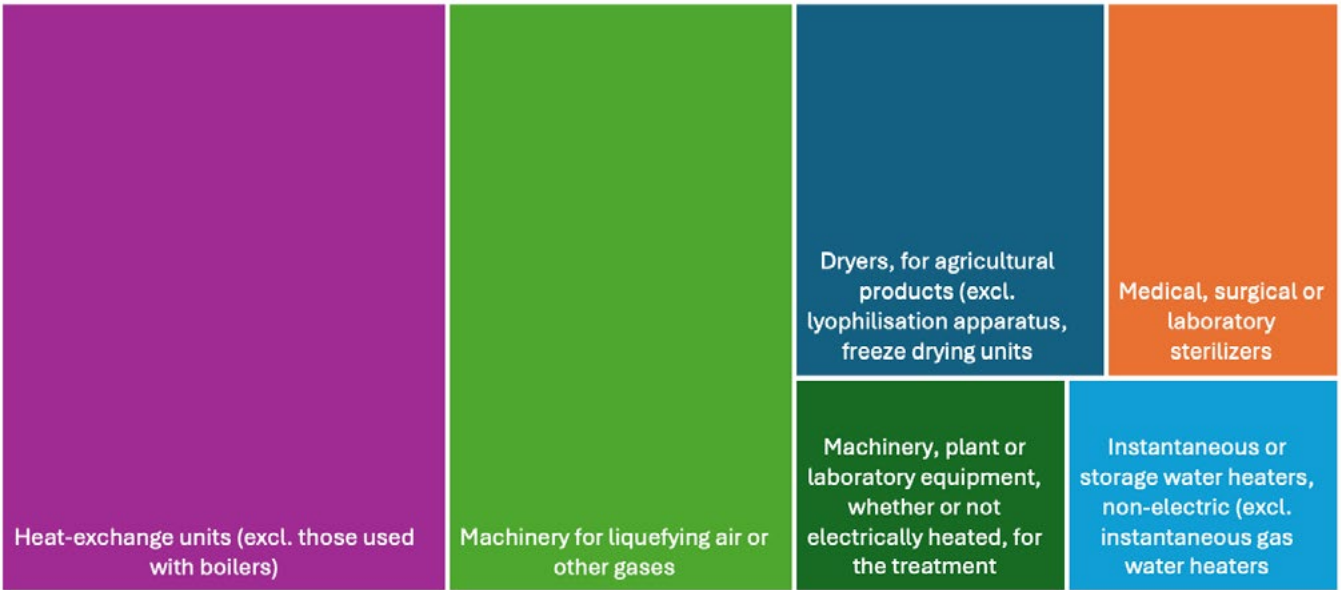 Heat-exchange units (excl. those used
with boilers)
Machinery for liquefying air or
other gases
Dryers, for agricultural
products (excl.
lyophilisation apparatus,
freeze drying units
Medical, surgical or
laboratory
sterilizers
Machinery, plant or
laboratory equipment,
whether or not
electrically heated, for
the treatment
Instantaneous or
storage water heaters,
non-electric (excl.
instantaneous gas
water heaters